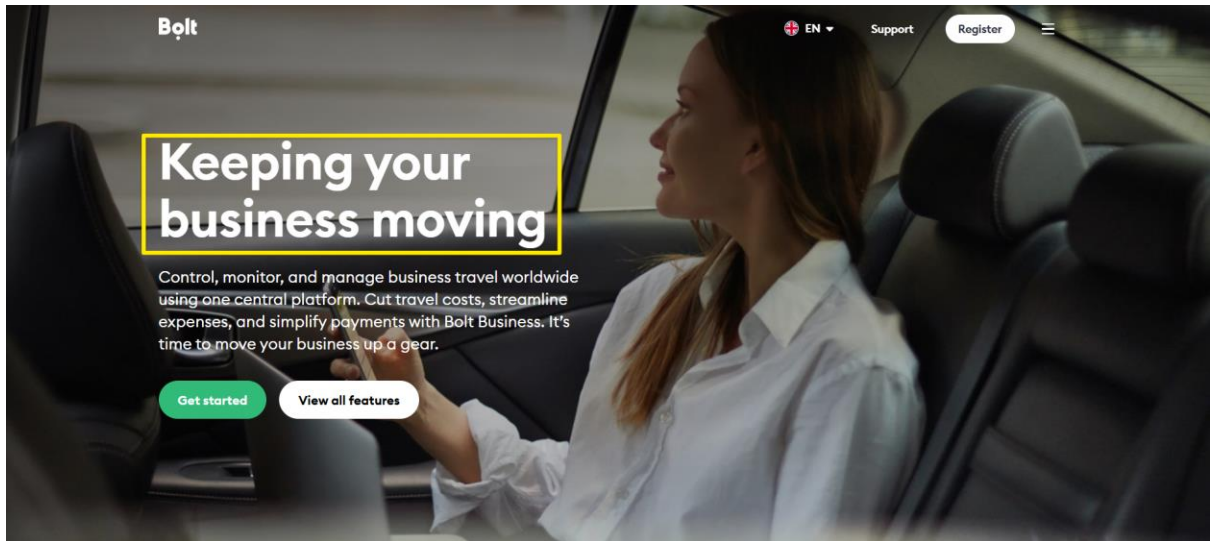 Bolt
EN
Support
Register
Keeping your
business moving
Control, monitor, and manage business travel worldwide
using one central platform. Cut travel costs, streamline
expenses, and simplify payments with Bolt Business. It’s
time to move your business up a gear.
Get started
View all features